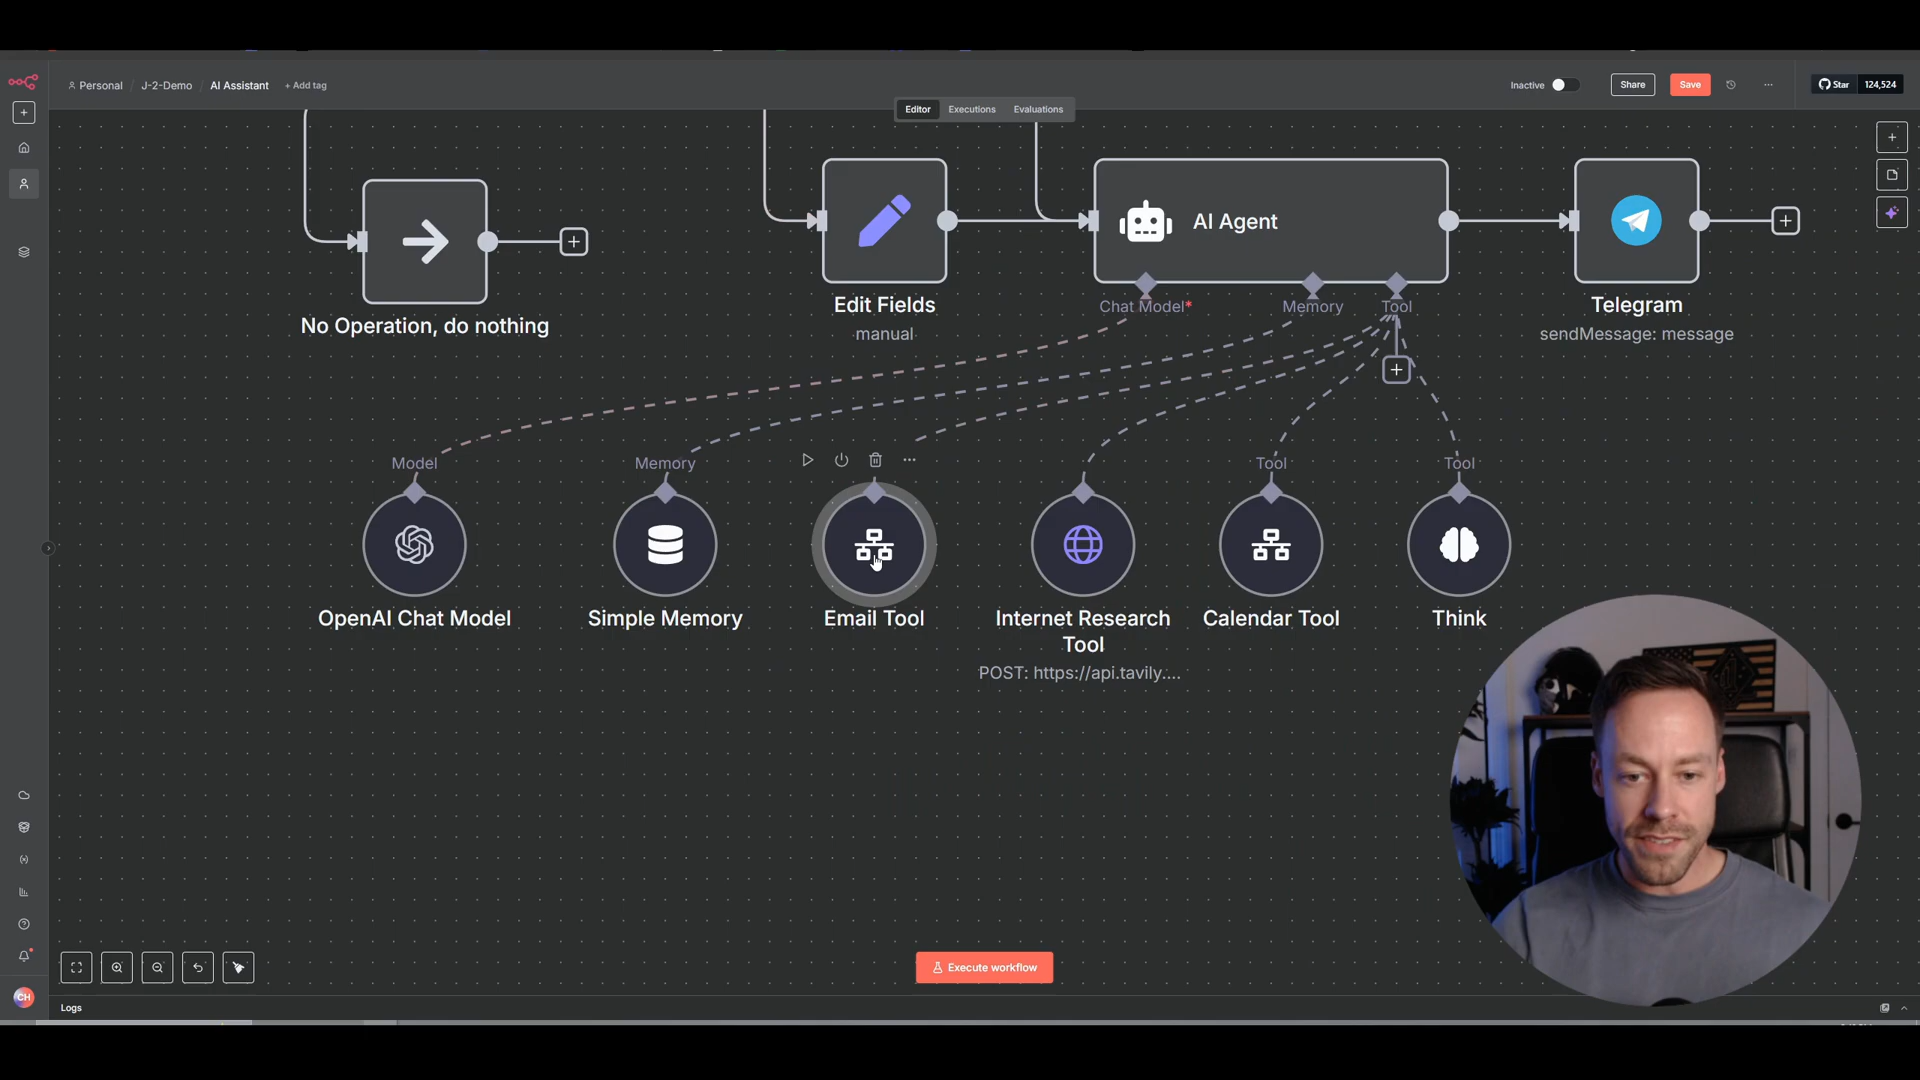 Personal / J-2-Demo / AI Assistant + Add tag
Inactive
Share
Save
Star 124,524
Editor Executions Evaluations
AI Agent
No Operation, do nothing
Edit Fields
manual
Chat Model*
Memory
Tool
Telegram
sendMessage: message
Model
Memory
Tool
Tool
OpenAI Chat Model
Simple Memory
Email Tool
Internet Research
Tool
POST: https://api.tavily....
Calendar Tool
Think
CH
Execute workflow
Logs